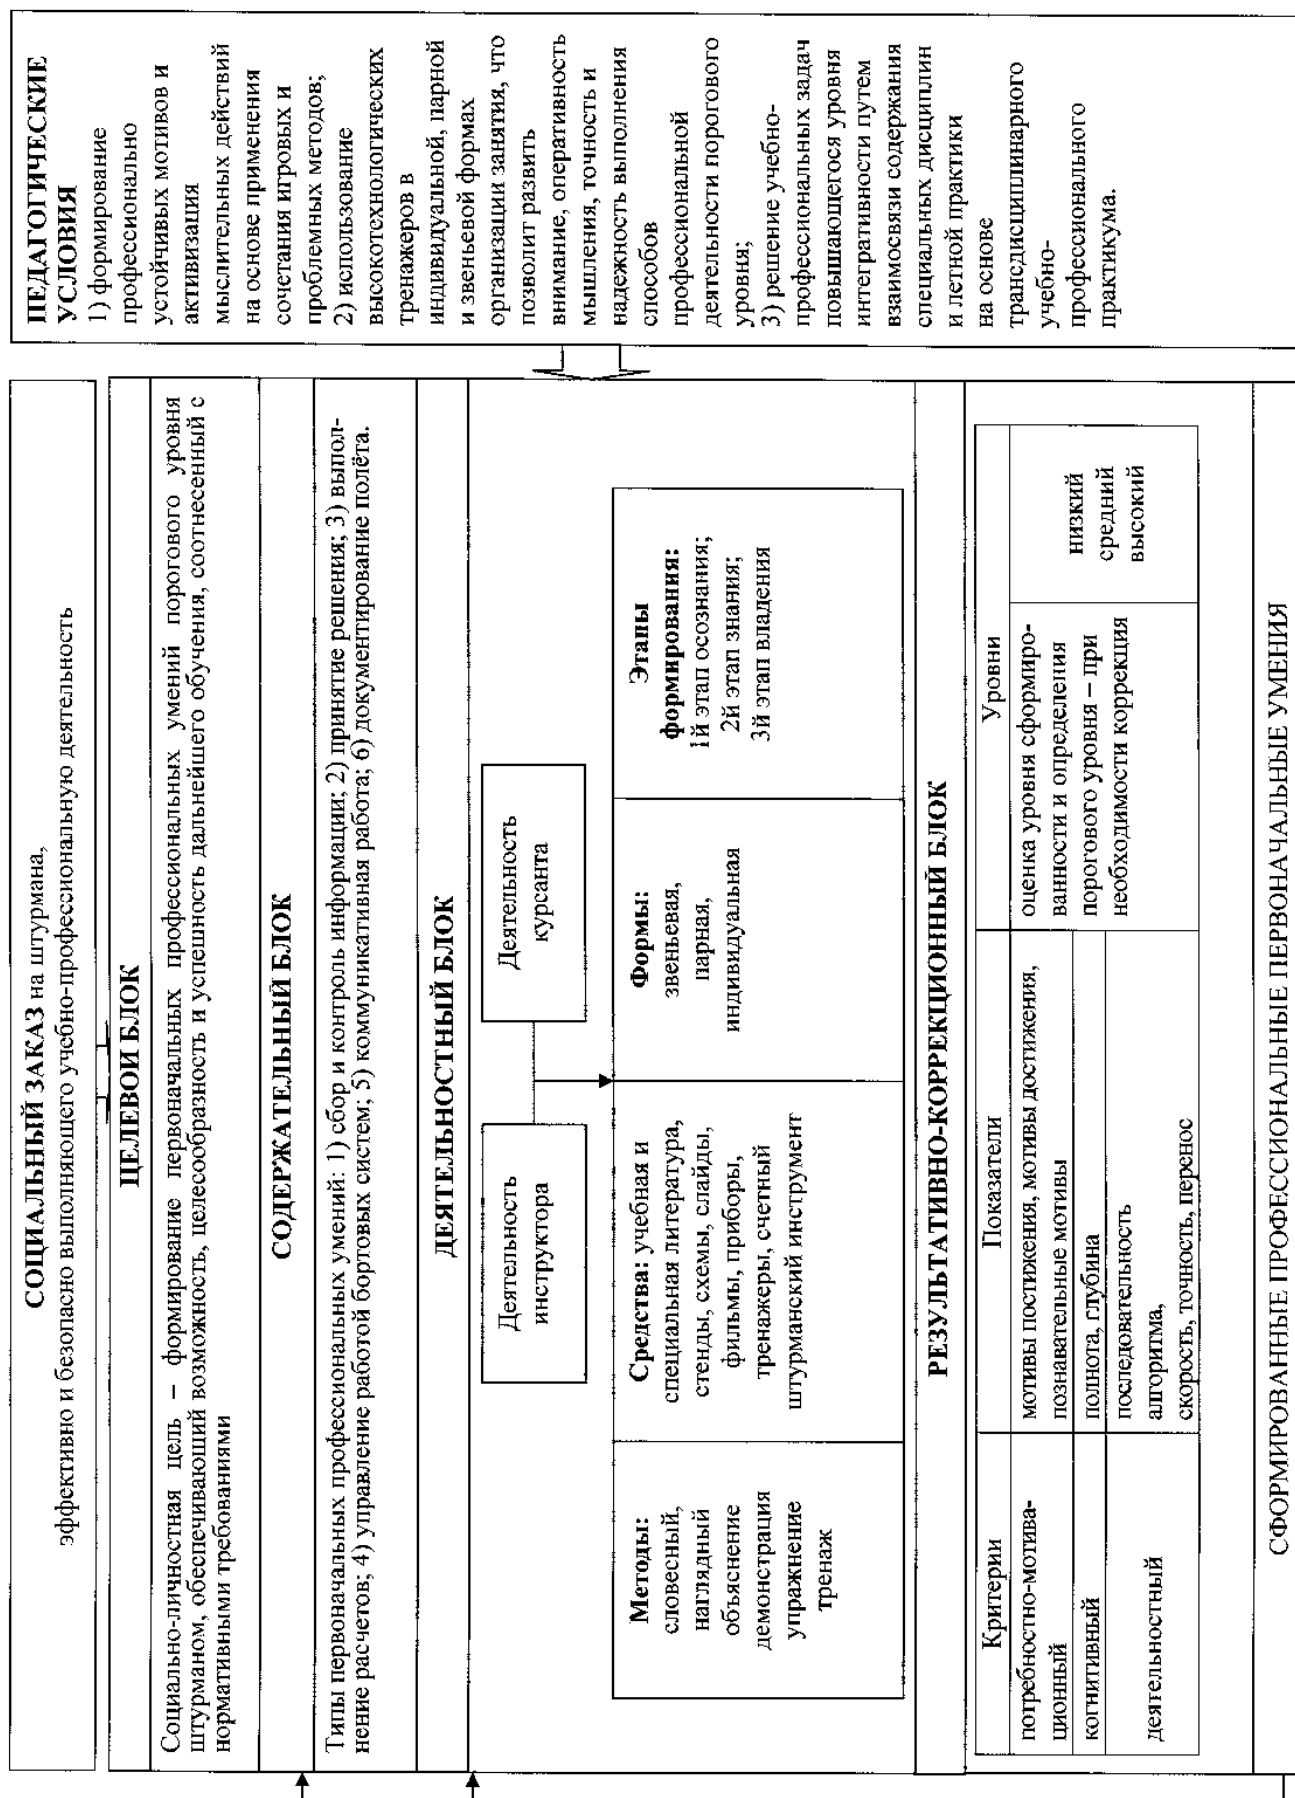 СОЦИАЛЬНЫЙ ЗАКАЗ на штурмана,
эффективно и безопасно выполняющего учебно-профессиональную деятельность
ЦЕЛЕВОЙ БЛОК
Социально-личностная цель – формирование первоначальных профессиональных умений порогового уровня
штурманом, обеспечивающий возможность, целесообразность и успешность дальнейшего обучения, соотнесенный с
нормативными требованиями
СОДЕРЖАТЕЛЬНЫЙ БЛОК
Типы первоначальных профессиональных умений: 1) сбор и контроль информации; 2) принятие решения; 3) выпол-
нение расчетов; 4) управление работой бортовых систем; 5) коммуникативная работа; 6) документирование полёта.
ДЕЯТЕЛЬНОСТНЫЙ БЛОК
Деятельность
инструктора
Деятельность
курсанта
Методы:
словесный,
наглядный
объяснение
демонстрация
упражнение
тренаж
Средства: учебная и
специальная литература,
стенды, схемы, слайды,
фильмы, приборы,
тренажеры, счетный
штурманский инструмент
Формы:
звеньевая,
парная,
индивидуальная
Этапы
формирования:
1й этап осознания;
2й этап знания;
3й этап владения
РЕЗУЛЬТАТИВНО-КОРРЕКЦИОННЫЙ БЛОК
Критерии
Показатели
Уровни
потребностно-мотива-
ционный
мотивы постижения, мотивы достижения,
познавательные мотивы
когнитивный
полнота, глубина
деятельностный
последовательность
алгоритма,
скорость, точность, перенос
оценка уровня сформиро-
ванности и определения
порогового уровня – при
необходимости коррекция
низкий
средний
высокий
СФОРМИРОВАННЫЕ ПРОФЕССИОНАЛЬНЫЕ ПЕРВОНАЧАЛЬНЫЕ УМЕНИЯ
ПЕДАГОГИЧЕСКИЕ
УСЛОВИЯ
1) формирование
профессионально
устойчивых мотивов и
активизация
мыслительных действий
на основе применения
сочетания игровых и
проблемных методов;
2) использование
высокотехнологических
тренажеров в
индивидуальной, парной
и звеньевой формах
организации занятия, что
позволит развить
внимание, оперативность
мышления, точность и
надежность выполнения
способов
профессиональной
деятельности порогового
уровня;
3) решение учебно-
профессиональных задач
повышающегося уровня
интегративности путем
взаимосвязи содержания
специальных дисциплин
и летной практики
на основе
трансдисциплинарного
учебно-
профессионального
практикума.